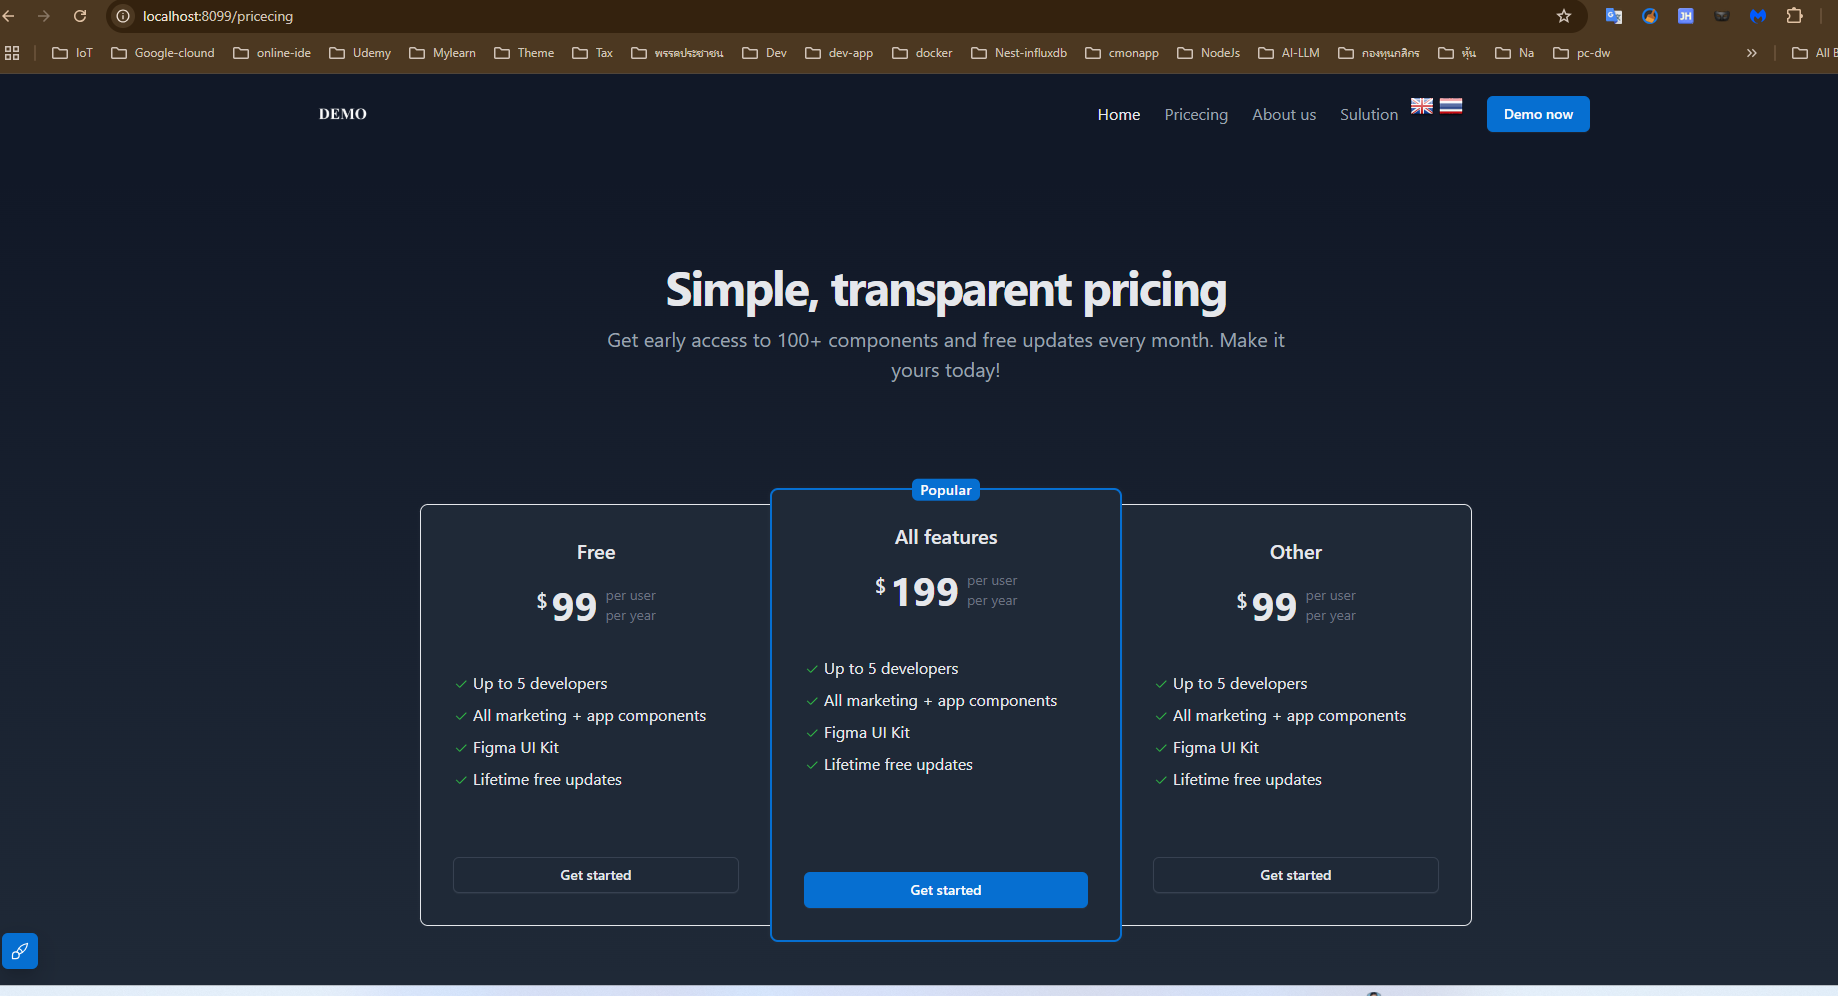 localhost:8099/pricecing
IoT Google-clound online-ide Udemy Mylearn Theme Tax พรรคประชาชน Dev dev-app docker Nest-influxdb cmonapp NodeJs AI-LLM กองทุนกสิกร หุ้น Na pc-dw » All B
DEMO
Home Pricecing About us Sulution Demo now
Simple, transparent pricing
Get early access to 100+ components and free updates every month. Make it
yours today!
Free
$ 99 per user
per year
Up to 5 developers
All marketing + app components
Figma UI Kit
Lifetime free updates
Get started
Popular
All features
$ 199 per user
per year
Up to 5 developers
All marketing + app components
Figma UI Kit
Lifetime free updates
Get started
Other
$ 99 per user
per year
Up to 5 developers
All marketing + app components
Figma UI Kit
Lifetime free updates
Get started